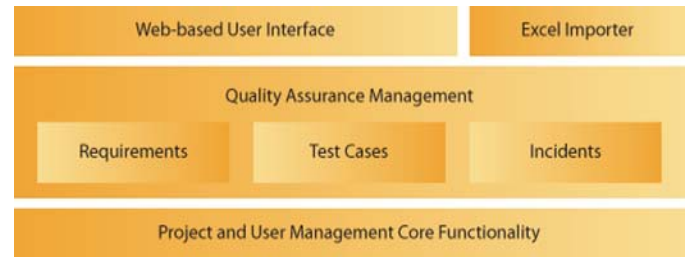 Web-based User Interface
Excel Importer
Quality Assurance Management
Requirements
Test Cases
Incidents
Project and User Management Core Functionality